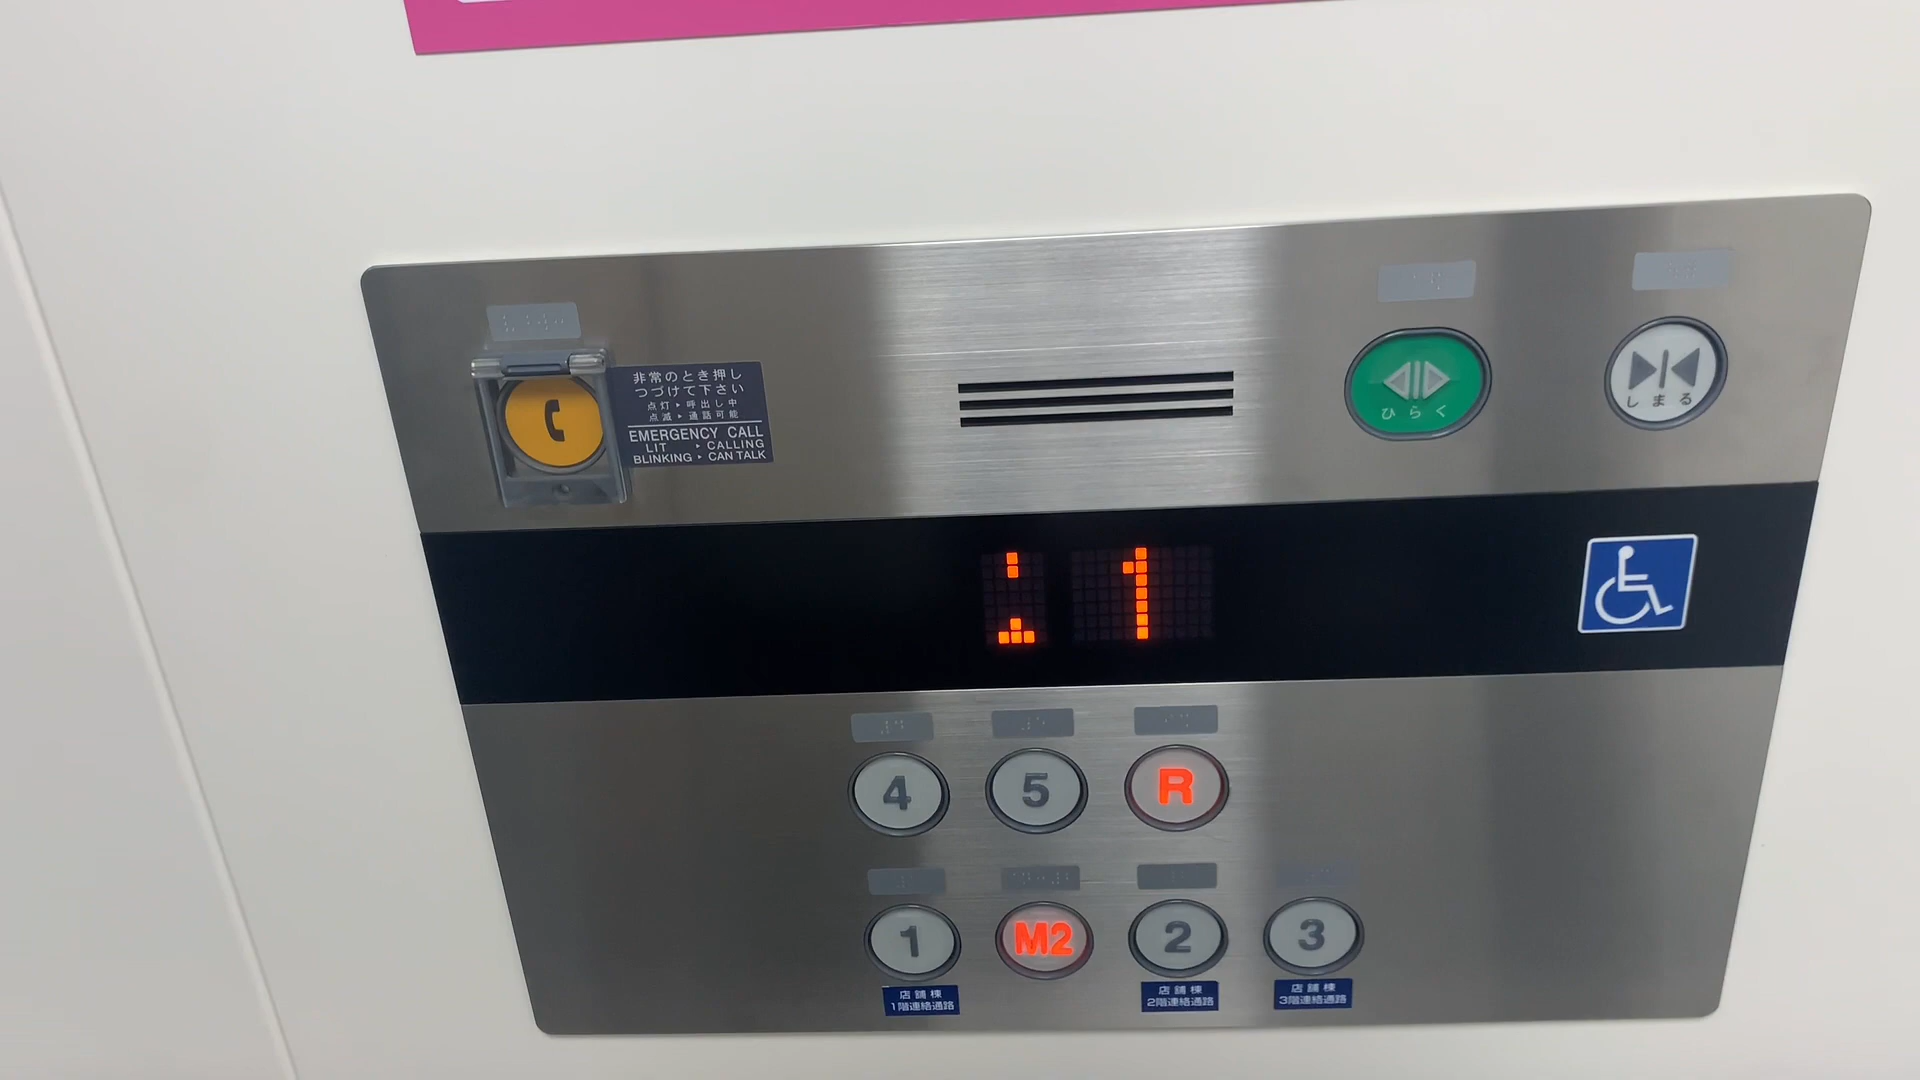 非常のとき押し
つづけて下さい
点灯▸呼出し中
点滅▸通話可能
EMERGENCY CALL
LIT ▸ CALLING
BLINKING ▸ CAN TALK
ひらく
しまる
1
4 5 R
1 M2 2 3
店舗棟
1階連絡通路
店舗棟
2階連絡通路
店舗棟
3階連絡通路